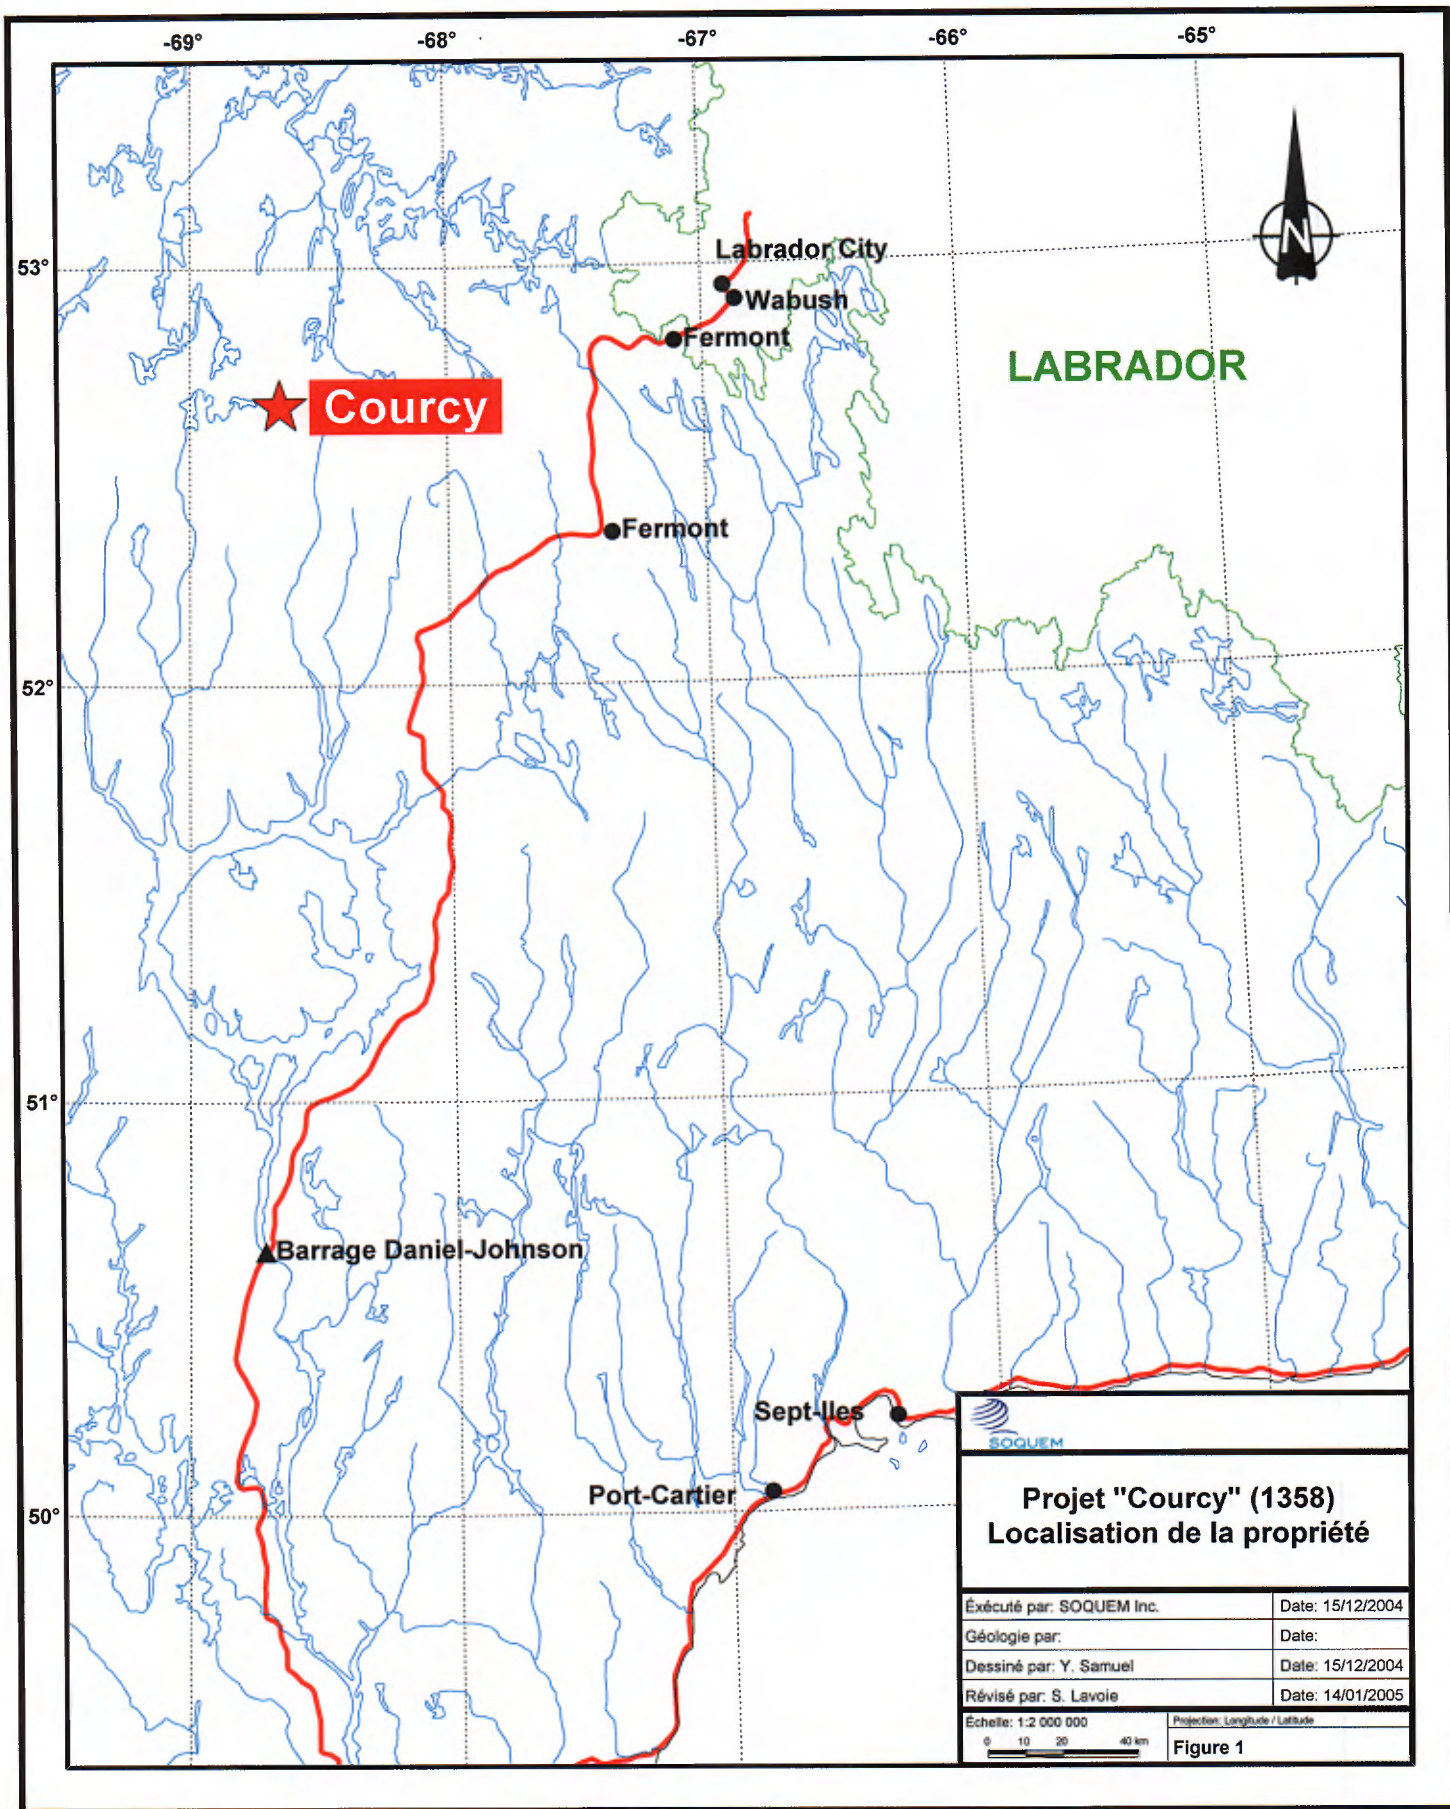 -69°
-68°
-67°
-66°
-65°
53°
52°
51°
50°
N
Labrador City
Wabush
Fermont
LABRADOR
Courcy
Fermont
Barrage Daniel-Johnson
Sept-Iles
Port-Cartier
SOQUEM
Projet "Courcy" (1358)
Localisation de la propriété
Éxécuté par: SOQUEM Inc.
Date: 15/12/2004
Géologie par:
Date:
Dessiné par: Y. Samuel
Date: 15/12/2004
Révisé par: S. Lavoie
Date: 14/01/2005
Échelle: 1:2 000 000
0 10 20 40 km
Projection: Longitude / Latitude
Figure 1